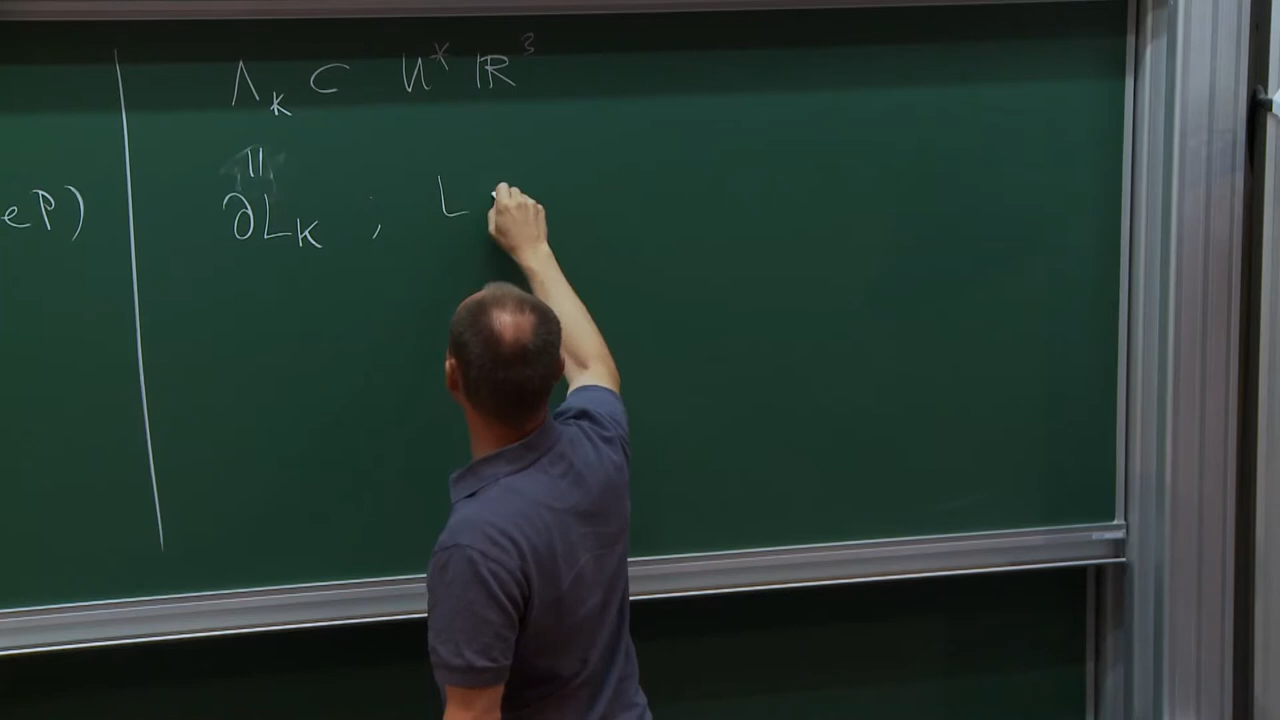 Λ_K ⊂ U* ℝ³
||
eP)
∂L_K ; L